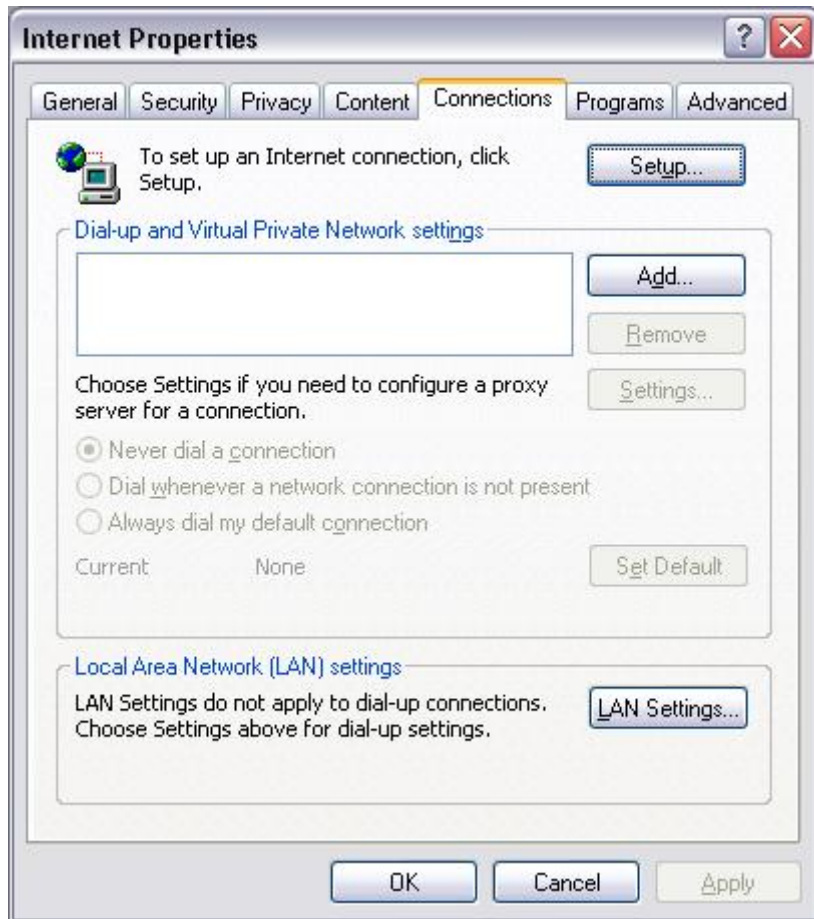 Internet Properties
?
General Security Privacy Content Connections Programs Advanced
To set up an Internet connection, click
Setup.
Setup...
Dial-up and Virtual Private Network settings
Add...
Remove
Choose Settings if you need to configure a proxy
server for a connection.
Settings...
Never dial a connection
Dial whenever a network connection is not present
Always dial my default connection
Current None
Set Default
Local Area Network (LAN) settings
LAN Settings do not apply to dial-up connections.
Choose Settings above for dial-up settings.
LAN Settings...
OK Cancel Apply